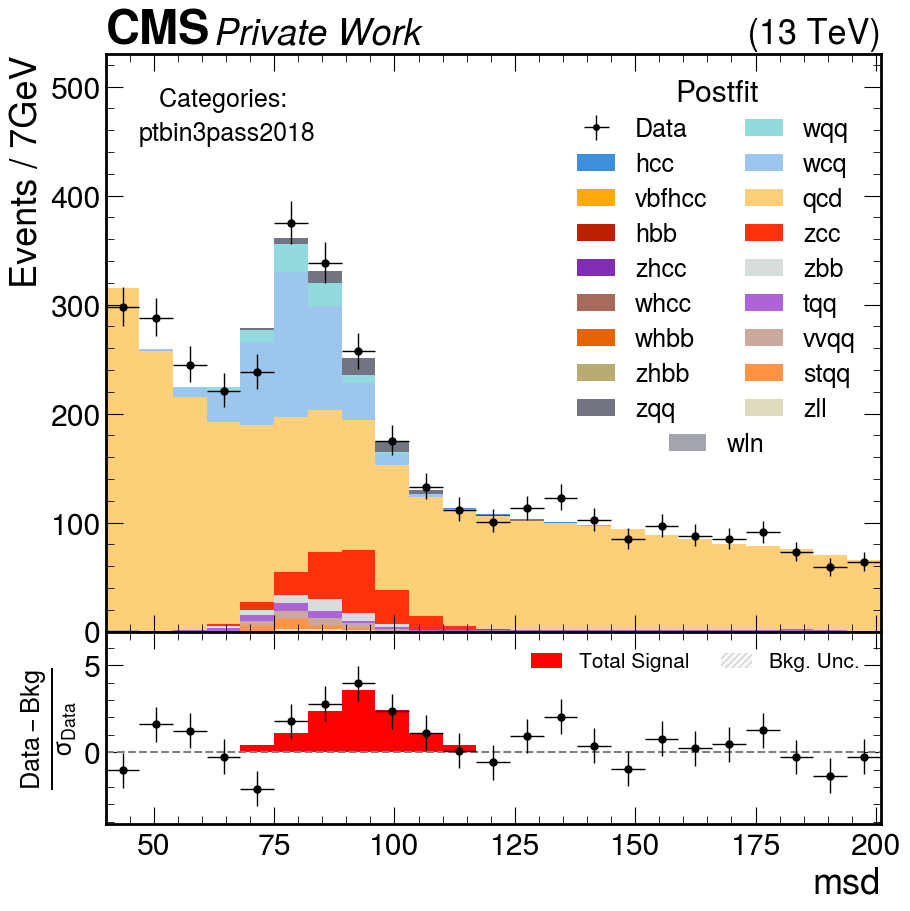 CMS Private Work (13 TeV)
Events / 7GeV
500
400
300
200
100
0
Categories:
ptbin3pass2018
Postfit
Data wqq
hcc wcq
vbfhcc qcd
hbb zcc
zhcc zbb
whcc tqq
whbb vvqq
zhbb stqq
zqq zll
wln
Data – Bkg
σData
5
0
Total Signal Bkg. Unc.
50 75 100 125 150 175 200
msd